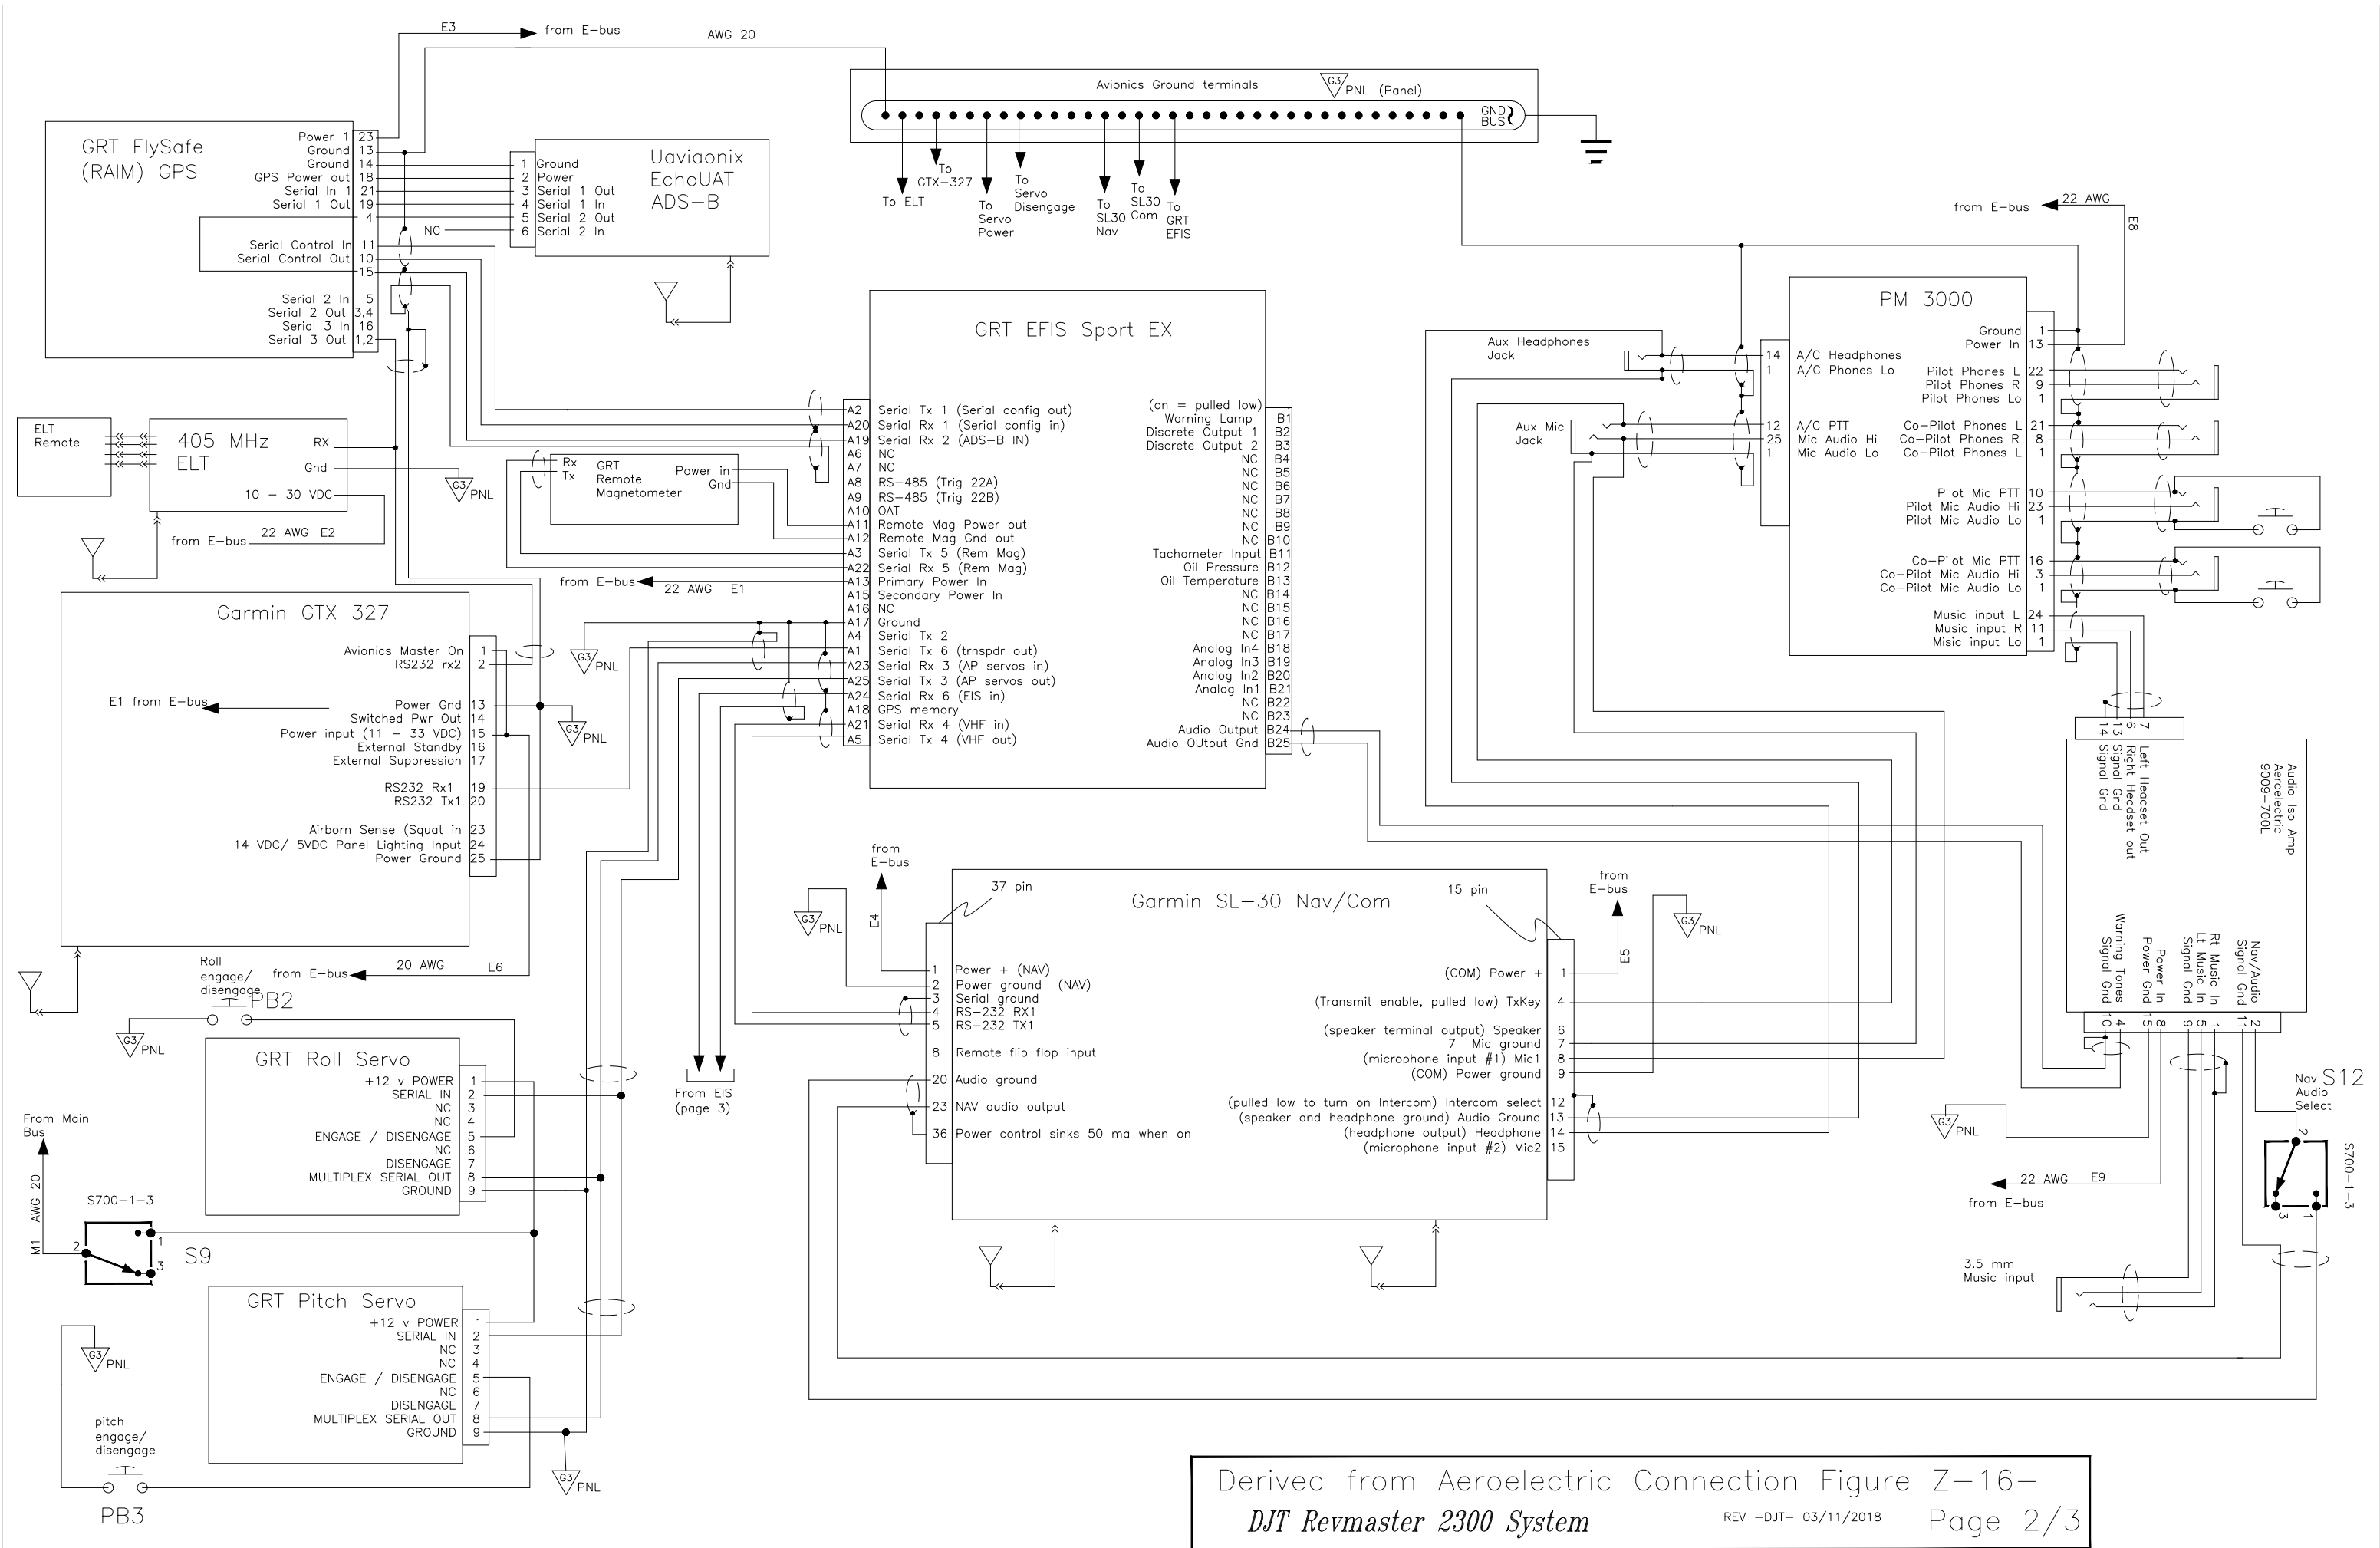 E3
from E-bus
AWG 20
Avionics Ground terminals
G3
PNL (Panel)
GND
BUS
To ELT
To
GTX-327
To
Servo
Power
To
Servo
Disengage
To
SL30
Nav
To
SL30
Com
To
GRT
EFIS
GRT FlySafe
(RAIM) GPS
Power 1 23
Ground 13
Ground 14
GPS Power out 18
Serial In 1 21
Serial 1 Out 19
4
Serial Control In 11
Serial Control Out 10
15
Serial 2 In 5
Serial 2 Out 3,4
Serial 3 In 16
Serial 3 Out 1,2
Uaviaonix
EchoUAT
ADS-B
1 Ground
2 Power
3 Serial 1 Out
4 Serial 1 In
5 Serial 2 Out
NC 6 Serial 2 In
ELT
Remote
405 MHz
ELT
RX
Gnd
10 - 30 VDC
G3 PNL
from E-bus 22 AWG E2
GRT
Remote
Magnetometer
Rx
Tx
Power in
Gnd
from E-bus 22 AWG E1
GRT EFIS Sport EX
A2 Serial Tx 1 (Serial config out)
A20 Serial Rx 1 (Serial config in)
A19 Serial Rx 2 (ADS-B IN)
A6 NC
A7 NC
A8 RS-485 (Trig 22A)
A9 RS-485 (Trig 22B)
A10 OAT
A11 Remote Mag Power out
A12 Remote Mag Gnd out
A3 Serial Tx 5 (Rem Mag)
A22 Serial Rx 5 (Rem Mag)
A13 Primary Power In
A15 Secondary Power In
A16 NC
A17 Ground
A4 Serial Tx 2
A1 Serial Tx 6 (trnspdr out)
A23 Serial Rx 3 (AP servos in)
A25 Serial Tx 3 (AP servos out)
A24 Serial Rx 6 (EIS in)
A18 GPS memory
A21 Serial Rx 4 (VHF in)
A5 Serial Tx 4 (VHF out)
(on = pulled low)
Warning Lamp B1
Discrete Output 1 B2
Discrete Output 2 B3
NC B4
NC B5
NC B6
NC B7
NC B8
NC B9
NC B10
Tachometer Input B11
Oil Pressure B12
Oil Temperature B13
NC B14
NC B15
NC B16
NC B17
Analog In4 B18
Analog In3 B19
Analog In2 B20
Analog In1 B21
NC B22
NC B23
Audio Output B24
Audio OUtput Gnd B25
G3 PNL
from E-bus 22 AWG
E8
PM 3000
Aux Headphones
Jack
Aux Mic
Jack
14 A/C Headphones
1 A/C Phones Lo
12 A/C PTT
25 Mic Audio Hi
1 Mic Audio Lo
Ground 1
Power In 13
Pilot Phones L 22
Pilot Phones R 9
Pilot Phones Lo 1
Co-Pilot Phones L 21
Co-Pilot Phones R 8
Co-Pilot Phones L 1
Pilot Mic PTT 10
Pilot Mic Audio Hi 23
Pilot Mic Audio Lo 1
Co-Pilot Mic PTT 16
Co-Pilot Mic Audio Hi 3
Co-Pilot Mic Audio Lo 1
Music input L 24
Music input R 11
Misic input Lo 1
Garmin GTX 327
Avionics Master On 1
RS232 rx2 2
E1 from E-bus
Power Gnd 13
Switched Pwr Out 14
Power input (11 - 33 VDC) 15
External Standby 16
External Suppression 17
RS232 Rx1 19
RS232 Tx1 20
Airborn Sense (Squat in 23
14 VDC/ 5VDC Panel Lighting Input 24
Power Ground 25
G3 PNL
from E-bus 20 AWG E6
Roll
engage/
disengage
PB2
G3 PNL
GRT Roll Servo
+12 v POWER 1
SERIAL IN 2
NC 3
NC 4
ENGAGE / DISENGAGE 5
NC 6
DISENGAGE 7
MULTIPLEX SERIAL OUT 8
GROUND 9
From Main
Bus
M1 AWG 20
S700-1-3
2
1
3
S9
GRT Pitch Servo
+12 v POWER 1
SERIAL IN 2
NC 3
NC 4
ENGAGE / DISENGAGE 5
NC 6
DISENGAGE 7
MULTIPLEX SERIAL OUT 8
GROUND 9
G3 PNL
pitch
engage/
disengage
PB3
G3 PNL
From EIS
(page 3)
from
E-bus
E4
G3 PNL
37 pin
Garmin SL-30 Nav/Com
15 pin
1 Power + (NAV)
2 Power ground (NAV)
3 Serial ground
4 RS-232 RX1
5 RS-232 TX1
8 Remote flip flop input
20 Audio ground
23 NAV audio output
36 Power control sinks 50 ma when on
(COM) Power + 1
(Transmit enable, pulled low) TxKey 4
(speaker terminal output) Speaker 6
7 Mic ground 7
(microphone input #1) Mic1 8
(COM) Power ground 9
(pulled low to turn on Intercom) Intercom select 12
(speaker and headphone ground) Audio Ground 13
(headphone output) Headphone 14
(microphone input #2) Mic2 15
from
E-bus
E5
G3 PNL
Audio Iso Amp
Aeroelectric
9009-700L
7 Left Headset Out
6 Right Headset out
13 Signal Gnd
14 Signal Gnd
Nav/Audio 2
Signal Gnd 11
Rt Music In 1
Lt Music In 5
Signal Gnd 9
Power In 8
Power Gnd 15
Warning Tones 4
Signal Gnd 10
G3 PNL
22 AWG E9
from E-bus
3.5 mm
Music input
Nav
Audio
Select
S12
2
3
1
S700-1-3
Derived from Aeroelectric Connection Figure Z-16-
DJT Revmaster 2300 System
REV -DJT- 03/11/2018
Page 2/3